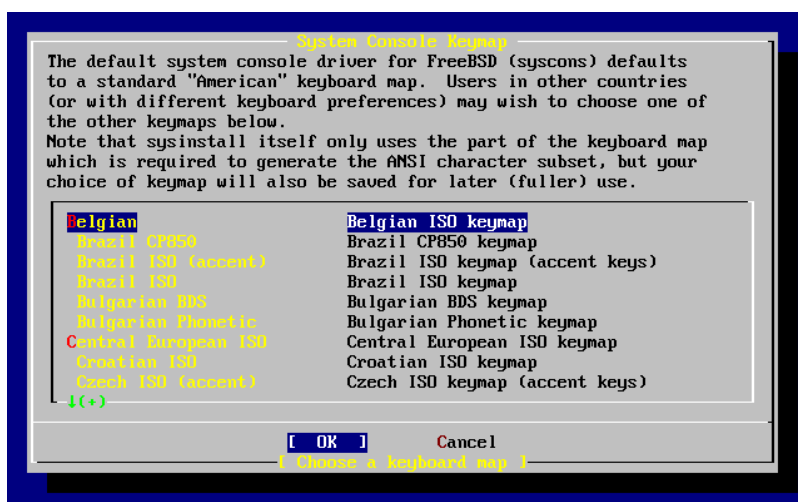 System Console Keymap
The default system console driver for FreeBSD (syscons) defaults
to a standard "American" keyboard map.  Users in other countries
(or with different keyboard preferences) may wish to choose one of
the other keymaps below.
Note that sysinstall itself only uses the part of the keyboard map
which is required to generate the ANSI character subset, but your
choice of keymap will also be saved for later (fuller) use.
Belgian Belgian ISO keymap
Brazil CP850 Brazil CP850 keymap
Brazil ISO (accent) Brazil ISO keymap (accent keys)
Brazil ISO Brazil ISO keymap
Bulgarian BDS Bulgarian BDS keymap
Bulgarian Phonetic Bulgarian Phonetic keymap
Central European ISO Central European ISO keymap
Croatian ISO Croatian ISO keymap
Czech ISO (accent) Czech ISO keymap (accent keys)
↓(+)
[ OK ] Cancel
[ Choose a keyboard map ]